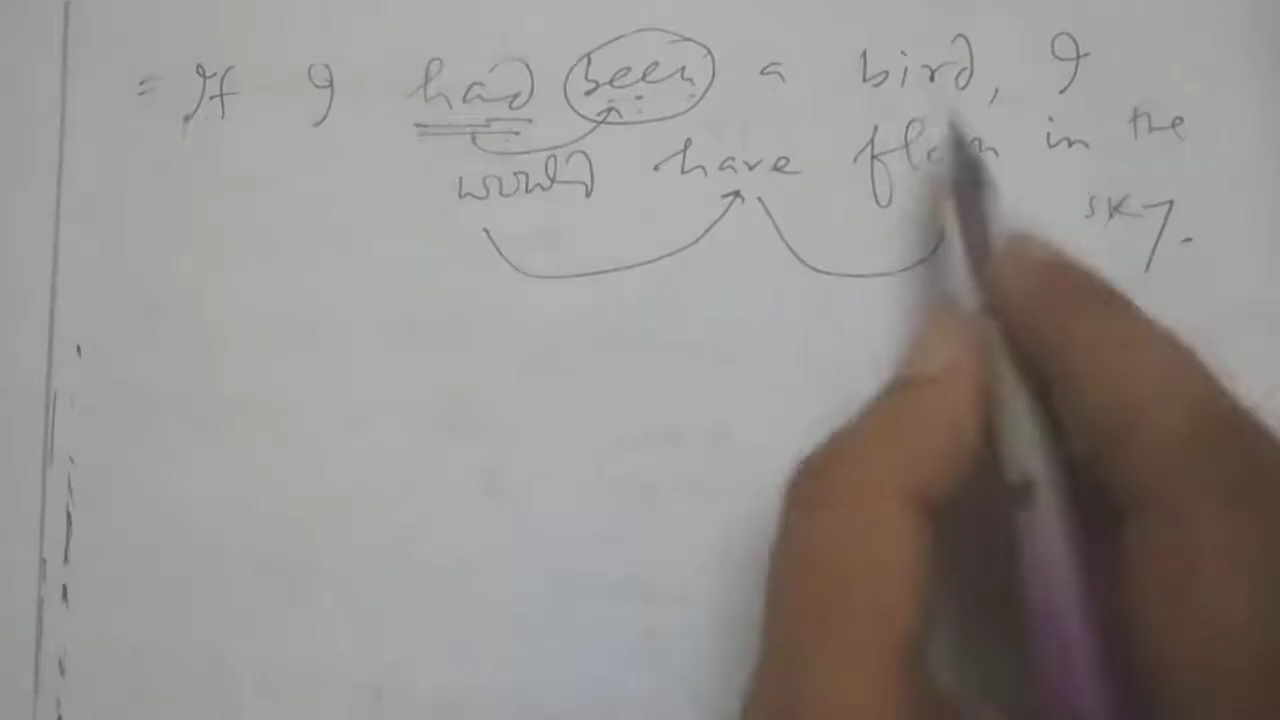 = If I had been a bird, I
would have in the
sky.